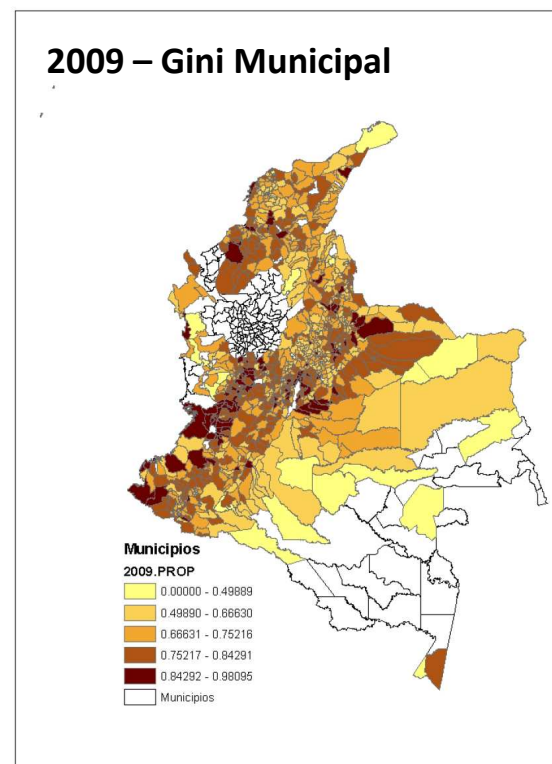 2009 – Gini Municipal
Municipios
2009.PROP
0.00000 - 0.49889
0.49890 - 0.66630
0.66631 - 0.75216
0.75217 - 0.84291
0.84292 - 0.98095
Municipios